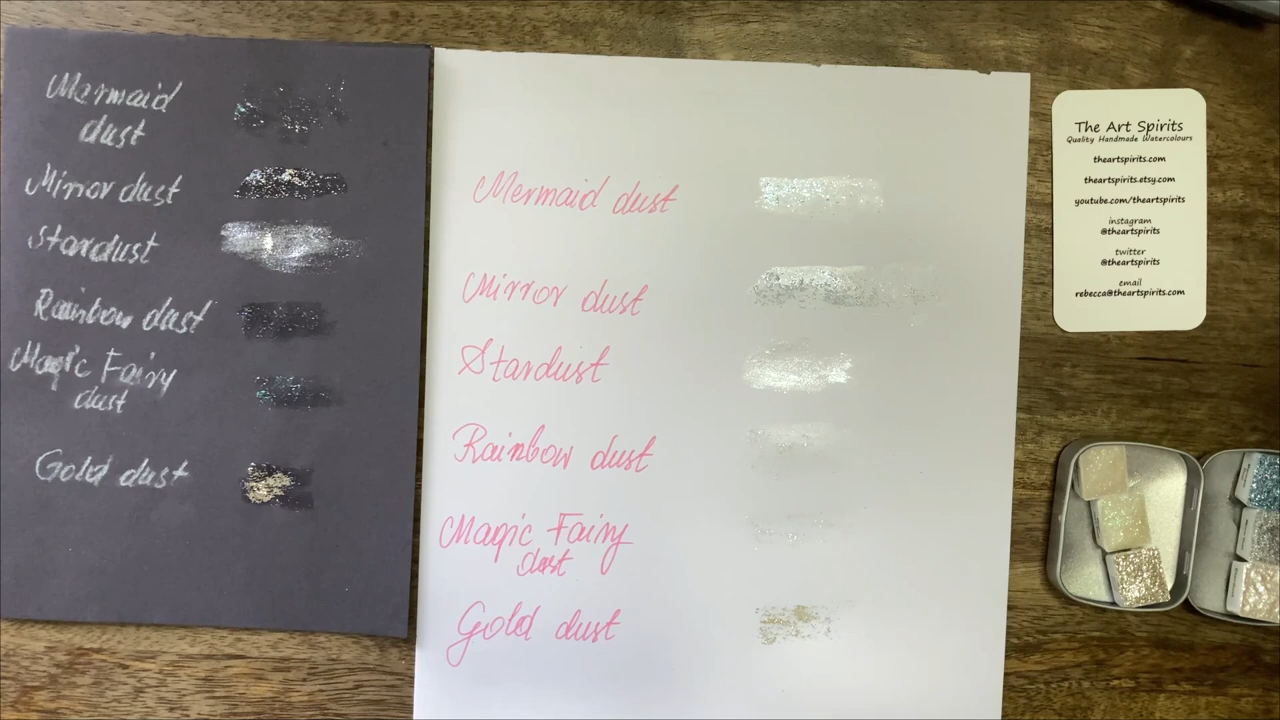 Mermaid
dust
Mirror dust
Stardust
Rainbow dust
Magic Fairy
dust
Gold dust
Mermaid dust
Mirror dust
Stardust
Rainbow dust
Magic Fairy
dust
Gold dust
The Art Spirits
Quality Handmade Watercolours
theartspirits.com
theartspirits.etsy.com
youtube.com/theartspirits
instagram
@theartspirits
twitter
@theartspirits
email
rebecca@theartspirits.com